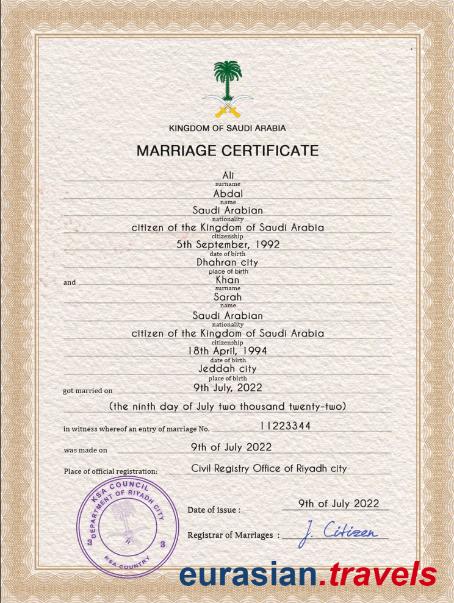 KINGDOM OF SAUDI ARABIA
MARRIAGE CERTIFICATE
Ali
surname
Abdal
name
Saudi Arabian
nationality
citizen of the Kingdom of Saudi Arabia
citizenship
5th September, 1992
date of birth
Dhahran city
place of birth
and Khan
surname
Sarah
name
Saudi Arabian
nationality
citizen of the Kingdom of Saudi Arabia
citizenship
18th April, 1994
date of birth
Jeddah city
place of birth
got married on 9th July, 2022
(the ninth day of July two thousand twenty-two)
in witness whereof an entry of marriage No. 11223344
was made on 9th of July 2022
Place of official registration: Civil Registry Office of Riyadh city
KSA COUNCIL
DEPARTMENT OF RIYADH CITY
KSA COUNTRY
Date of issue : 9th of July 2022
Registrar of Marriages : J. Citizen
eurasian.travels